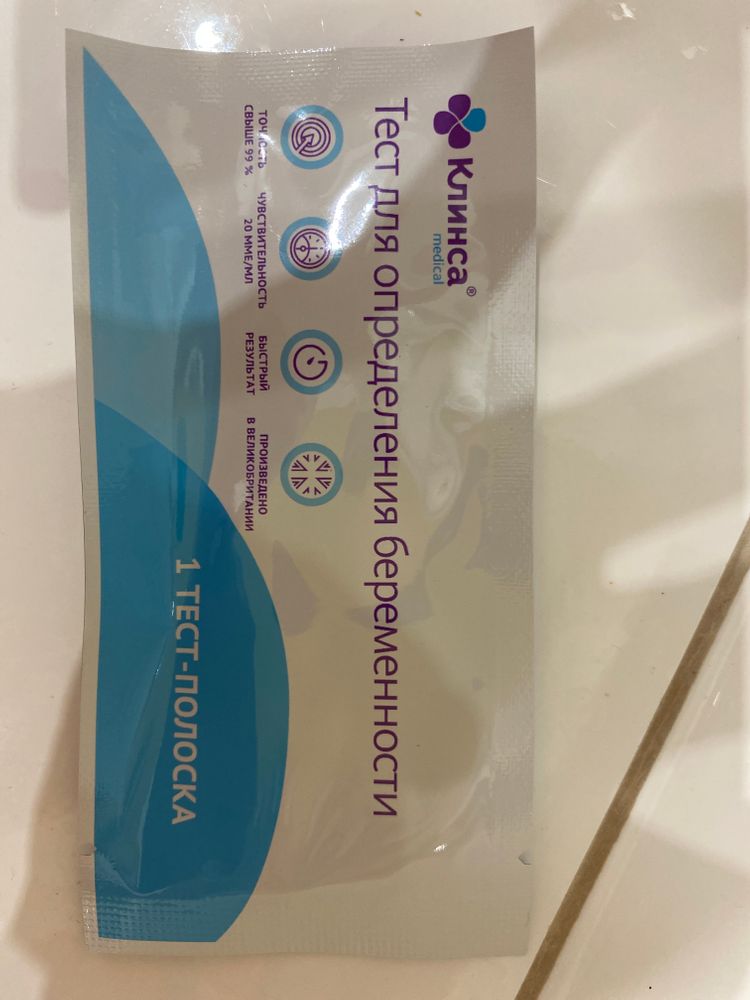 Клинса®
medical
Тест для определения беременности
ТОЧНОСТЬ
СВЫШЕ 99 %
ЧУВСТВИТЕЛЬНОСТЬ
20 ММЕ/МЛ
БЫСТРЫЙ
РЕЗУЛЬТАТ
ПРОИЗВЕДЕНО
В ВЕЛИКОБРИТАНИИ
1 ТЕСТ-ПОЛОСКА